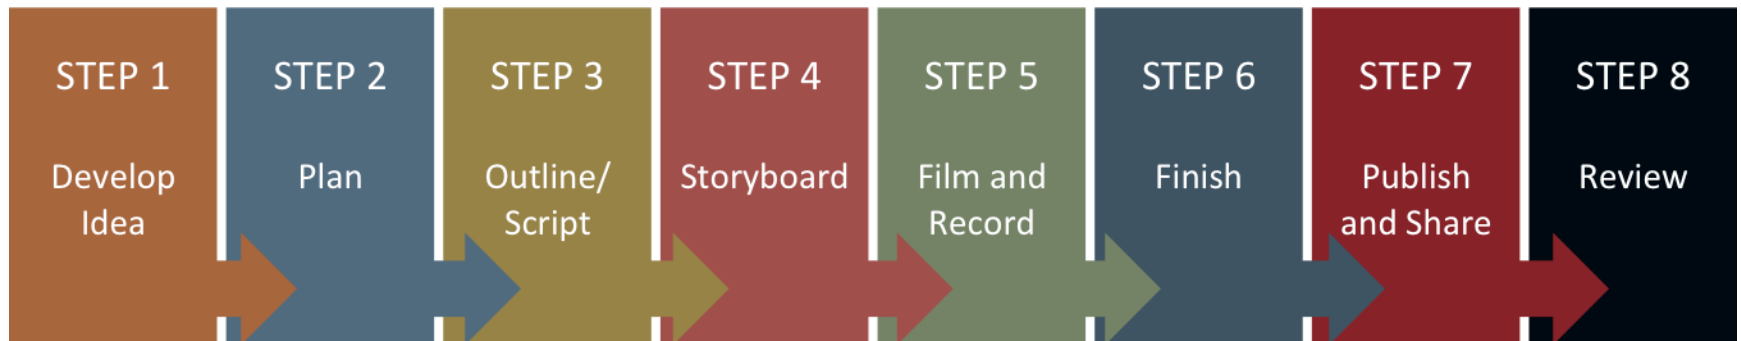 STEP 1
Develop
Idea
STEP 2
Plan
STEP 3
Outline/
Script
STEP 4
Storyboard
STEP 5
Film and
Record
STEP 6
Finish
STEP 7
Publish
and Share
STEP 8
Review